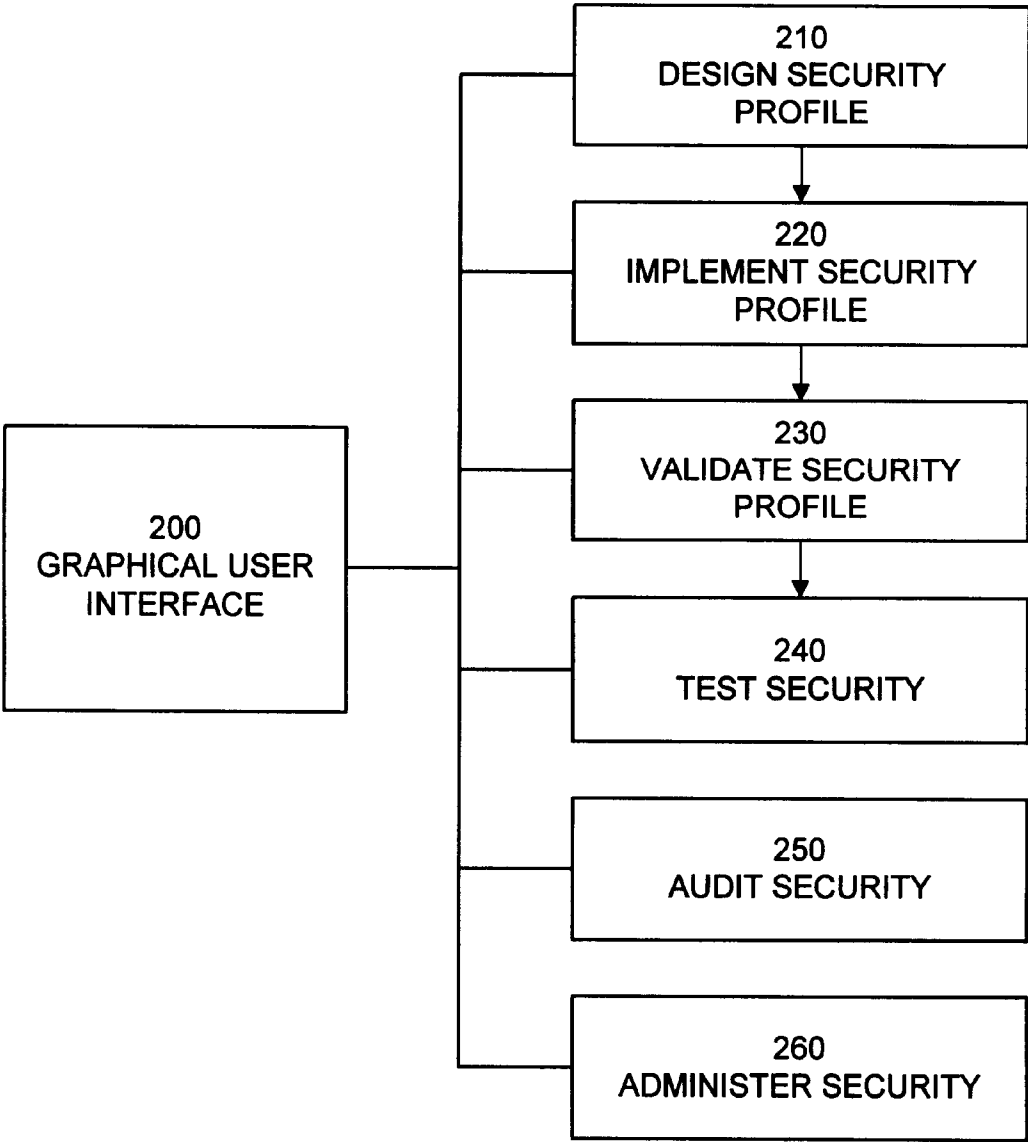 210
DESIGN SECURITY
PROFILE
220
IMPLEMENT SECURITY
PROFILE
230
VALIDATE SECURITY
PROFILE
200
GRAPHICAL USER
INTERFACE
240
TEST SECURITY
250
AUDIT SECURITY
260
ADMINISTER SECURITY